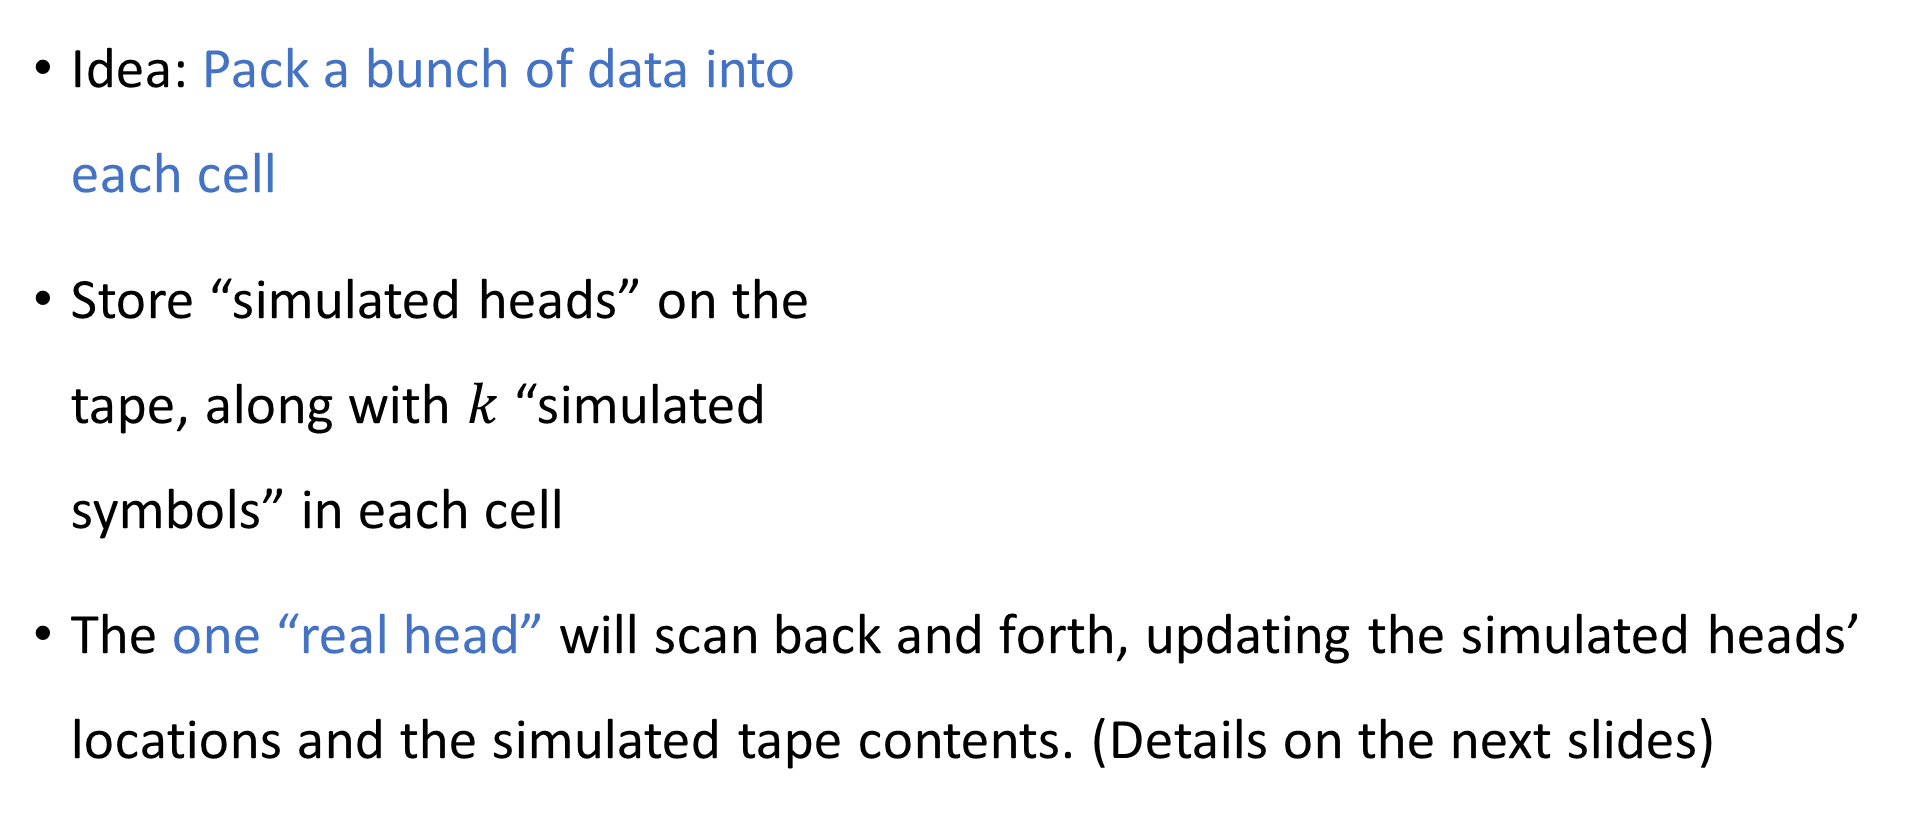 • Idea: Pack a bunch of data into
each cell
• Store “simulated heads” on the
tape, along with 𝑘 “simulated
symbols” in each cell
• The one “real head” will scan back and forth, updating the simulated heads’
locations and the simulated tape contents. (Details on the next slides)